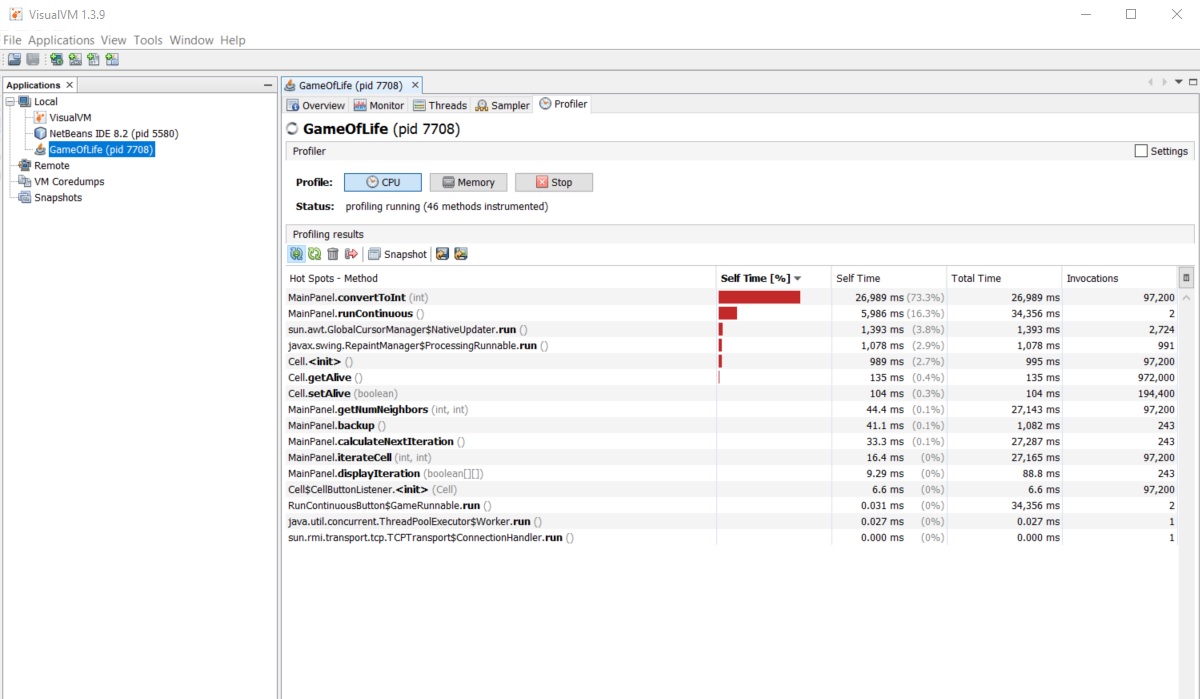 VisualVM 1.3.9
File Applications View Tools Window Help
Applications
Local
VisualVM
NetBeans IDE 8.2 (pid 5580)
GameOfLife (pid 7708)
Remote
VM Coredumps
Snapshots
GameOfLife (pid 7708)
Overview Monitor Threads Sampler Profiler
GameOfLife (pid 7708)
Profiler Settings
Profile: CPU Memory Stop
Status: profiling running (46 methods instrumented)
Profiling results
Snapshot
Hot Spots - Method Self Time [%] Self Time Total Time Invocations
MainPanel.convertToInt (int) 26,989 ms (73.3%) 26,989 ms 97,200
MainPanel.runContinuous () 5,986 ms (16.3%) 34,356 ms 2
sun.awt.GlobalCursorManager$NativeUpdater.run () 1,393 ms (3.8%) 1,393 ms 2,724
javax.swing.RepaintManager$ProcessingRunnable.run () 1,078 ms (2.9%) 1,078 ms 991
Cell.<init> () 989 ms (2.7%) 995 ms 97,200
Cell.getAlive () 135 ms (0.4%) 135 ms 972,000
Cell.setAlive (boolean) 104 ms (0.3%) 104 ms 194,400
MainPanel.getNumNeighbors (int, int) 44.4 ms (0.1%) 27,143 ms 97,200
MainPanel.backup () 41.1 ms (0.1%) 1,082 ms 243
MainPanel.calculateNextIteration () 33.3 ms (0.1%) 27,287 ms 243
MainPanel.iterateCell (int, int) 16.4 ms (0%) 27,165 ms 97,200
MainPanel.displayIteration (boolean[][]) 9.29 ms (0%) 88.8 ms 243
Cell$CellButtonListener.<init> (Cell) 6.6 ms (0%) 6.6 ms 97,200
RunContinuousButton$GameRunnable.run () 0.031 ms (0%) 34,356 ms 2
java.util.concurrent.ThreadPoolExecutor$Worker.run () 0.027 ms (0%) 0.027 ms 1
sun.rmi.transport.tcp.TCPTransport$ConnectionHandler.run () 0.000 ms (0%) 0.000 ms 1